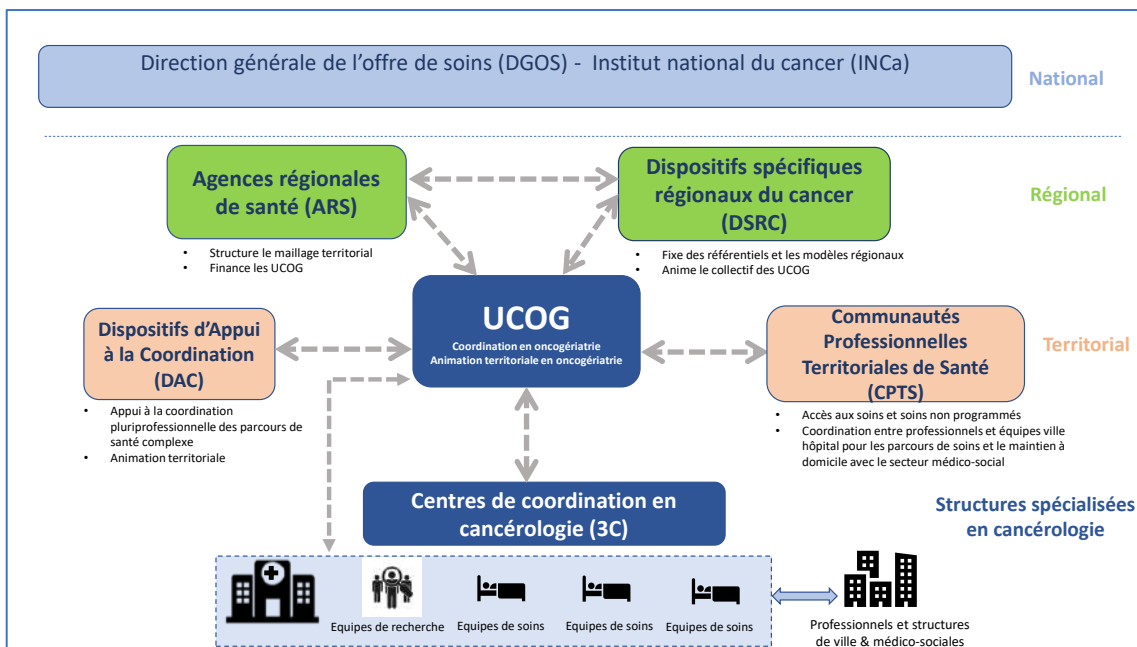 Direction générale de l'offre de soins (DGOS) - Institut national du cancer (INCa)
National
Agences régionales
de santé (ARS)
Dispositifs spécifiques
régionaux du cancer
(DSRC)
Régional
• Structure le maillage territorial
• Finance les UCOG
• Fixe des référentiels et les modèles régionaux
• Anime le collectif des UCOG
UCOG
Coordination en oncogériatrie
Animation territoriale en oncogériatrie
Dispositifs d'Appui
à la Coordination
(DAC)
Communautés
Professionnelles
Territoriales de Santé
(CPTS)
Territorial
• Appui à la coordination
pluriprofessionnelle des parcours de
santé complexe
• Animation territoriale
• Accès aux soins et soins non programmés
• Coordination entre professionnels et équipes ville
hôpital pour les parcours de soins et le maintien à
domicile avec le secteur médico-social
Centres de coordination en
cancérologie (3C)
Structures spécialisées
en cancérologie
Equipes de recherche
Equipes de soins
Equipes de soins
Equipes de soins
Professionnels et structures
de ville & médico-sociales